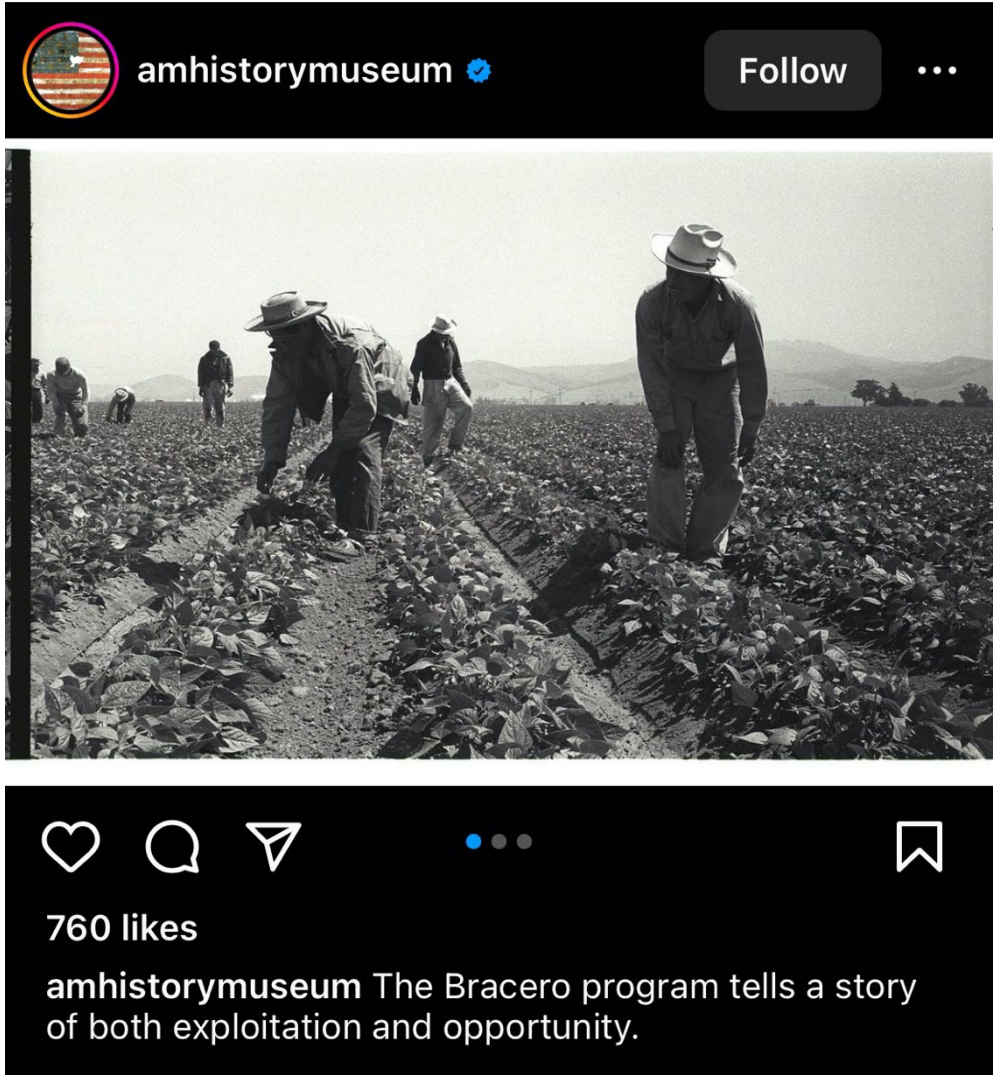 amhistorymuseum
Follow
760 likes
amhistorymuseum The Bracero program tells a story
of both exploitation and opportunity.